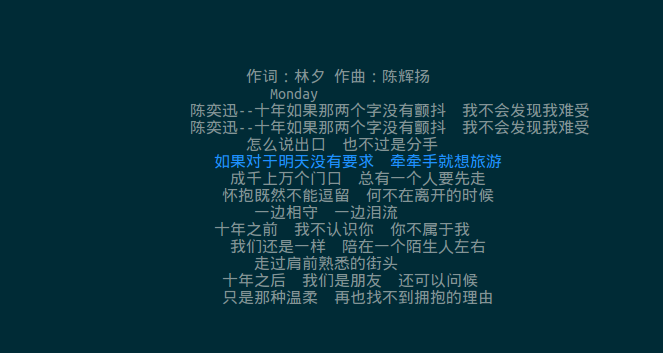 作词：林夕 作曲：陈辉扬
Monday
陈奕迅--十年如果那两个字没有颤抖　我不会发现我难受
陈奕迅--十年如果那两个字没有颤抖　我不会发现我难受
怎么说出口　也不过是分手
如果对于明天没有要求　牵牵手就想旅游
成千上万个门口　总有一个人要先走
怀抱既然不能逗留　何不在离开的时候
一边相守　一边泪流
十年之前　我不认识你　你不属于我
我们还是一样　陪在一个陌生人左右
走过肩前熟悉的街头
十年之后　我们是朋友　还可以问候
只是那种温柔　再也找不到拥抱的理由